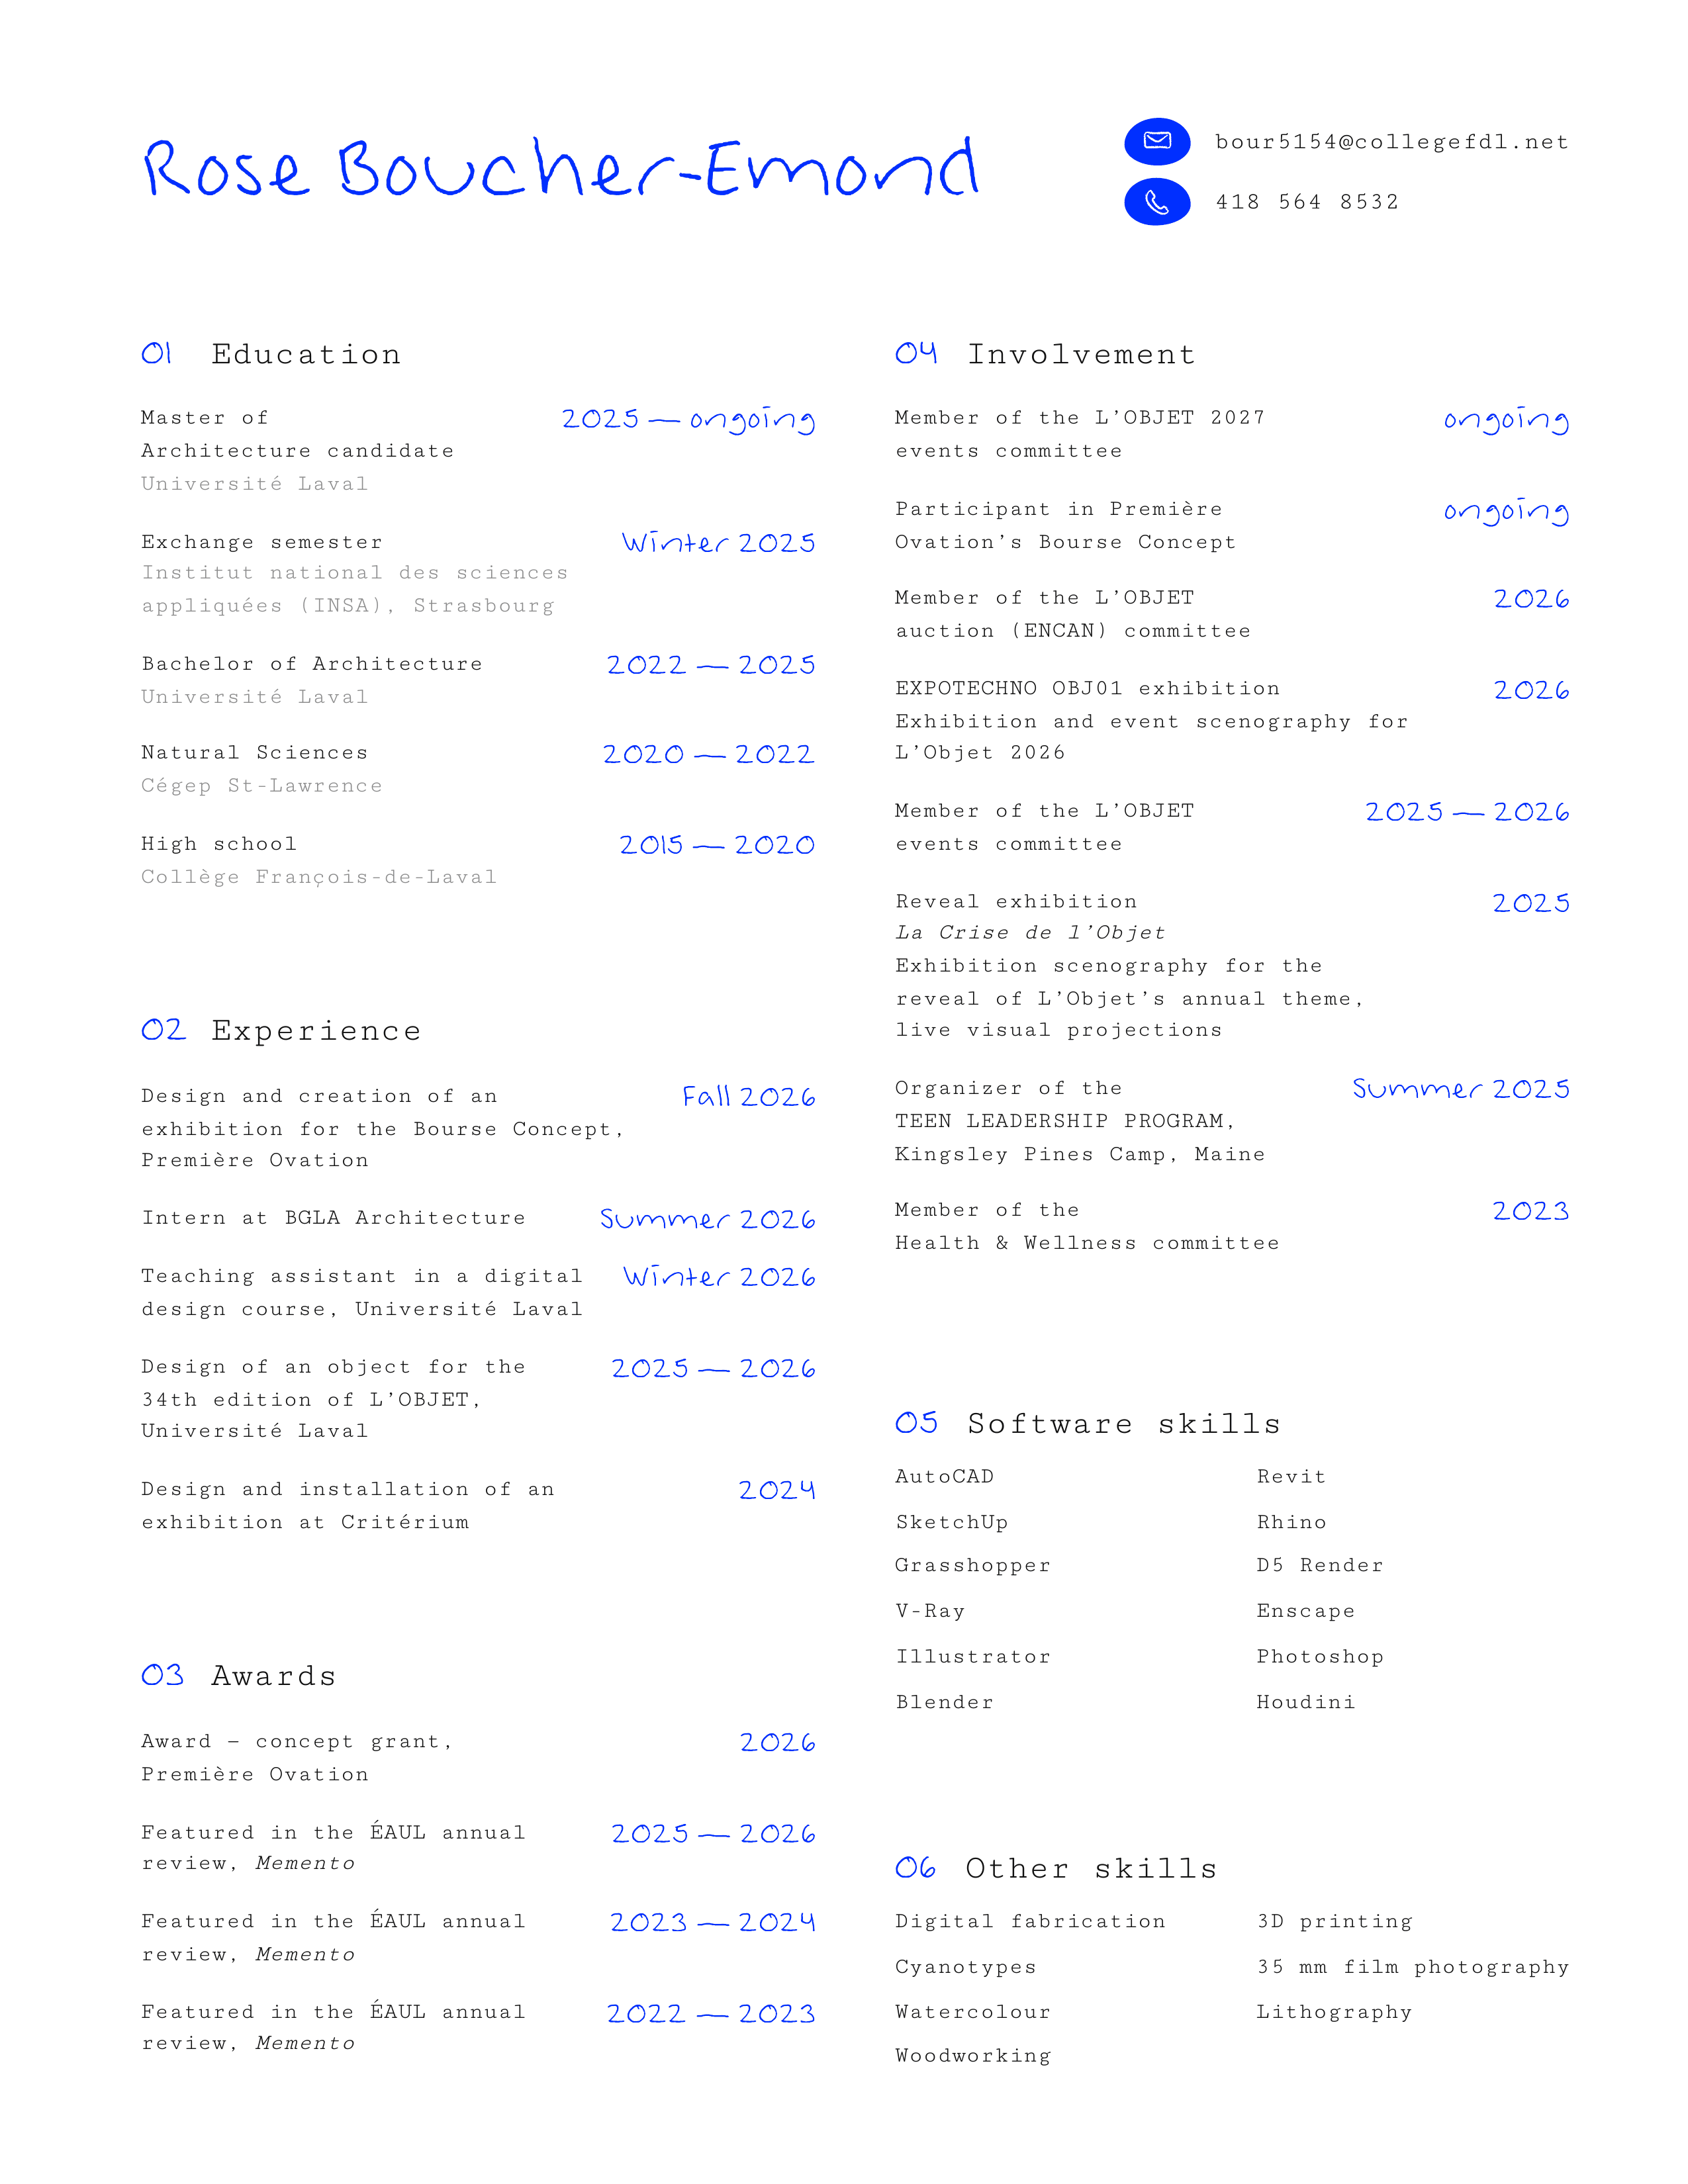 Rose Boucher-Emond
bour5154@collegefdl.net
418 564 8532
01 Education
Master of 2025 — ongoing
Architecture candidate
Université Laval
Exchange semester Winter 2025
Institut national des sciences
appliquées (INSA), Strasbourg
Bachelor of Architecture 2022 — 2025
Université Laval
Natural Sciences 2020 — 2022
Cégep St-Lawrence
High school 2015 — 2020
Collège François-de-Laval
02 Experience
Design and creation of an Fall 2026
exhibition for the Bourse Concept,
Première Ovation
Intern at BGLA Architecture Summer 2026
Teaching assistant in a digital Winter 2026
design course, Université Laval
Design of an object for the 2025 — 2026
34th edition of L’OBJET,
Université Laval
Design and installation of an 2024
exhibition at Critérium
03 Awards
Award – concept grant, 2026
Première Ovation
Featured in the ÉAUL annual 2025 — 2026
review, Memento
Featured in the ÉAUL annual 2023 — 2024
review, Memento
Featured in the ÉAUL annual 2022 — 2023
review, Memento
04 Involvement
Member of the L’OBJET 2027 ongoing
events committee
Participant in Première ongoing
Ovation’s Bourse Concept
Member of the L’OBJET 2026
auction (ENCAN) committee
EXPOTECHNO OBJ01 exhibition 2026
Exhibition and event scenography for
L’Objet 2026
Member of the L’OBJET 2025 — 2026
events committee
Reveal exhibition 2025
La Crise de l’Objet
Exhibition scenography for the
reveal of L’Objet’s annual theme,
live visual projections
Organizer of the Summer 2025
TEEN LEADERSHIP PROGRAM,
Kingsley Pines Camp, Maine
Member of the 2023
Health & Wellness committee
05 Software skills
AutoCAD Revit
SketchUp Rhino
Grasshopper D5 Render
V-Ray Enscape
Illustrator Photoshop
Blender Houdini
06 Other skills
Digital fabrication 3D printing
Cyanotypes 35 mm film photography
Watercolour Lithography
Woodworking